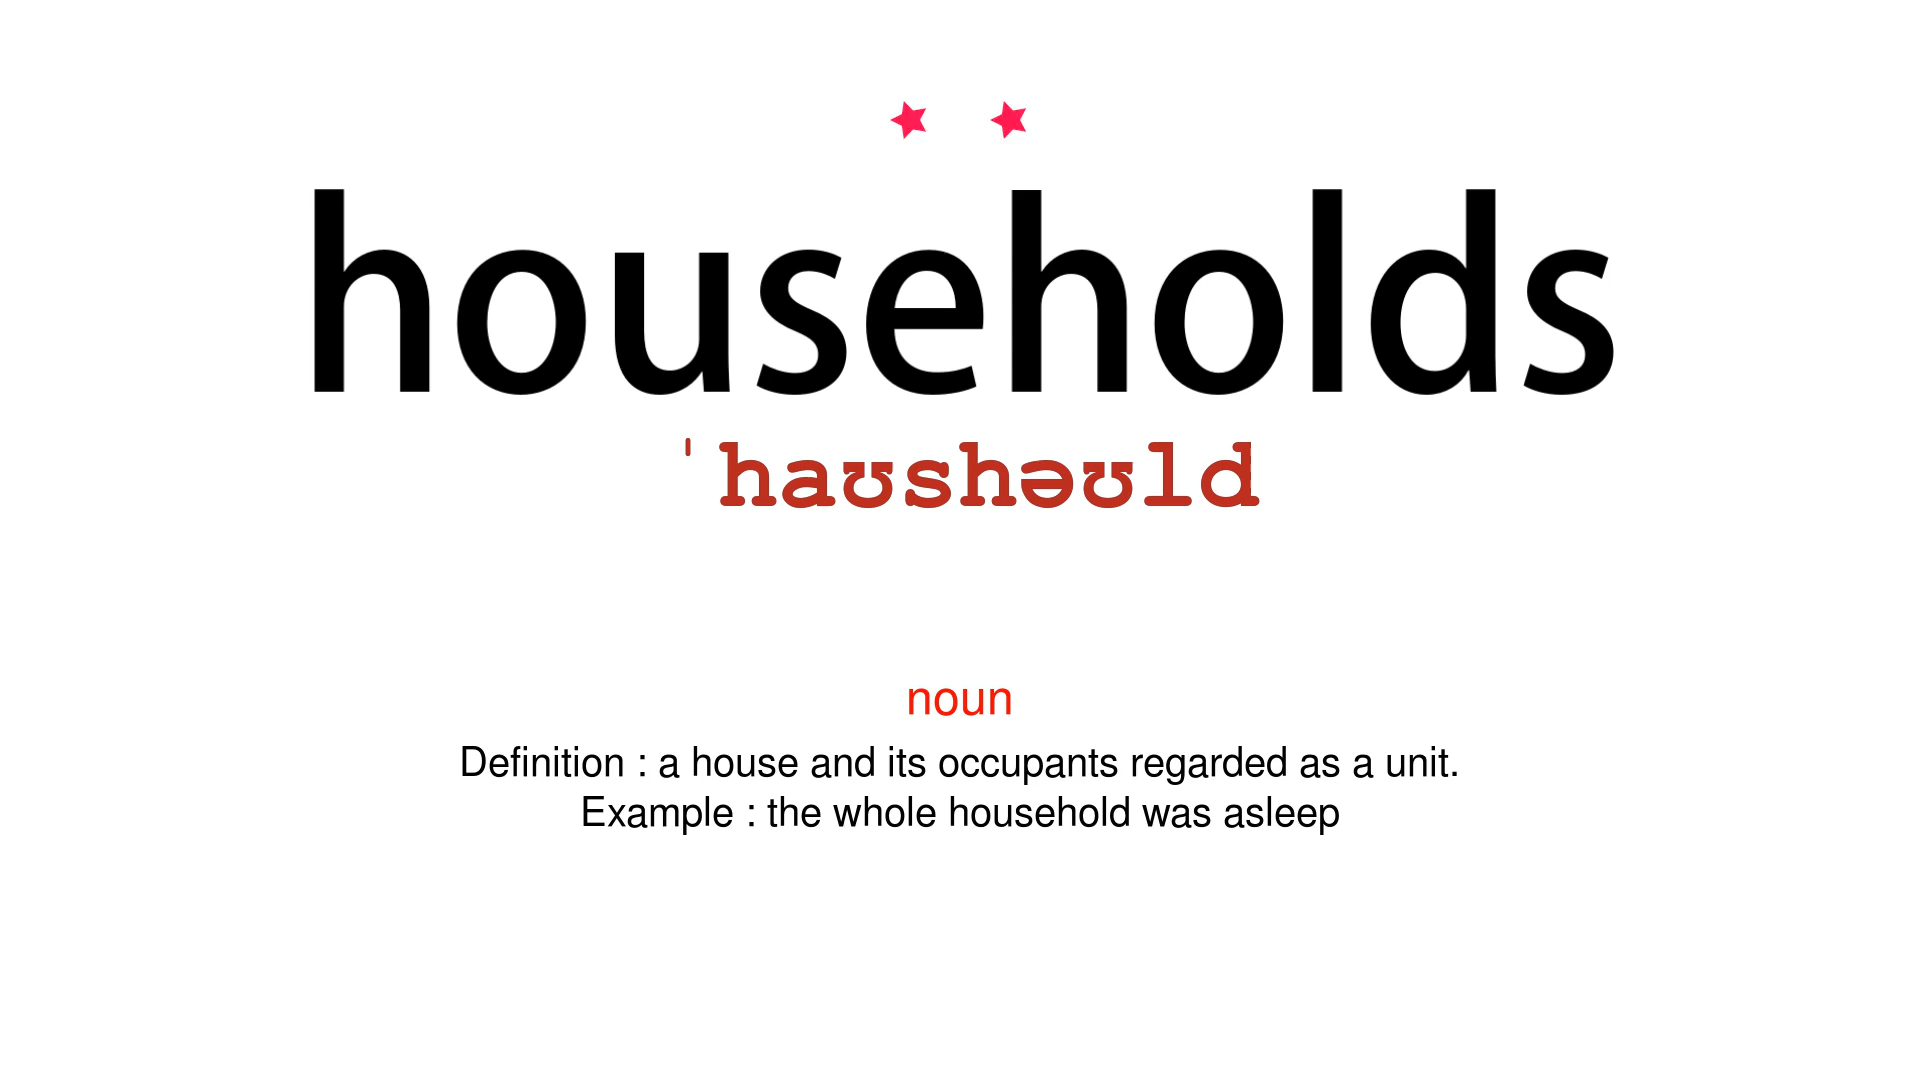 households
ˈhaʊshəʊld
noun
Definition : a house and its occupants regarded as a unit.
Example : the whole household was asleep